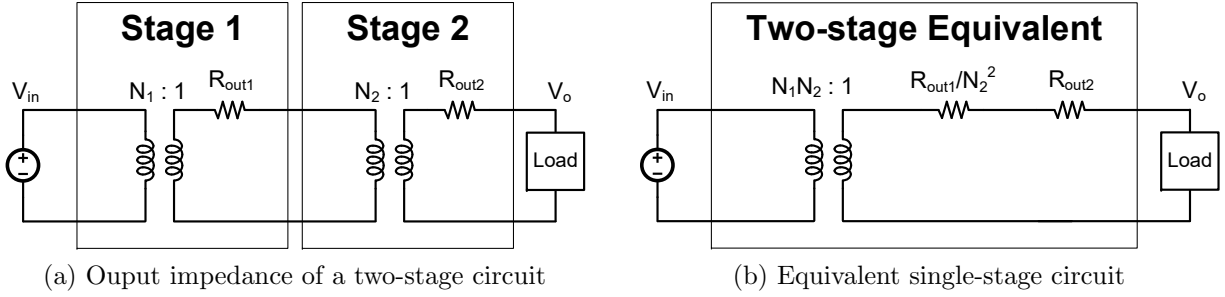 Stage 1
Stage 2
V_in
N_1 : 1
R_out1
N_2 : 1
R_out2
V_o
+
−
Load
(a) Ouput impedance of a two-stage circuit
Two-stage Equivalent
V_in
N_1N_2 : 1
R_out1/N_2^2
R_out2
V_o
+
−
Load
(b) Equivalent single-stage circuit